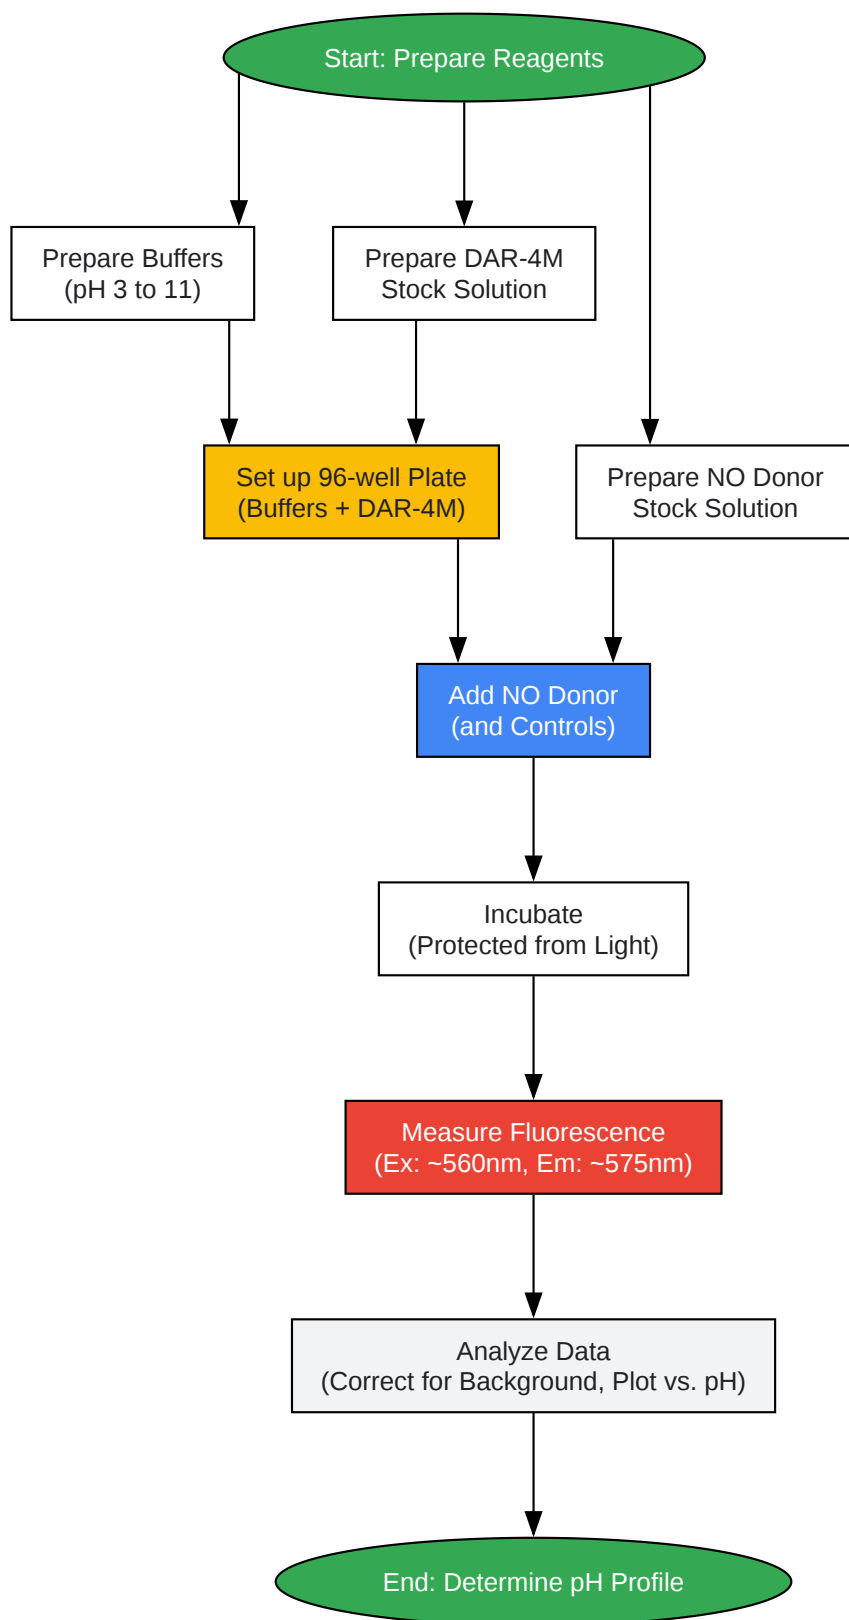 Start: Prepare Reagents
Prepare Buffers
(pH 3 to 11)
Prepare DAR-4M
Stock Solution
Set up 96-well Plate
(Buffers + DAR-4M)
Prepare NO Donor
Stock Solution
Add NO Donor
(and Controls)
Incubate
(Protected from Light)
Measure Fluorescence
(Ex: ~560nm, Em: ~575nm)
Analyze Data
(Correct for Background, Plot vs. pH)
End: Determine pH Profile